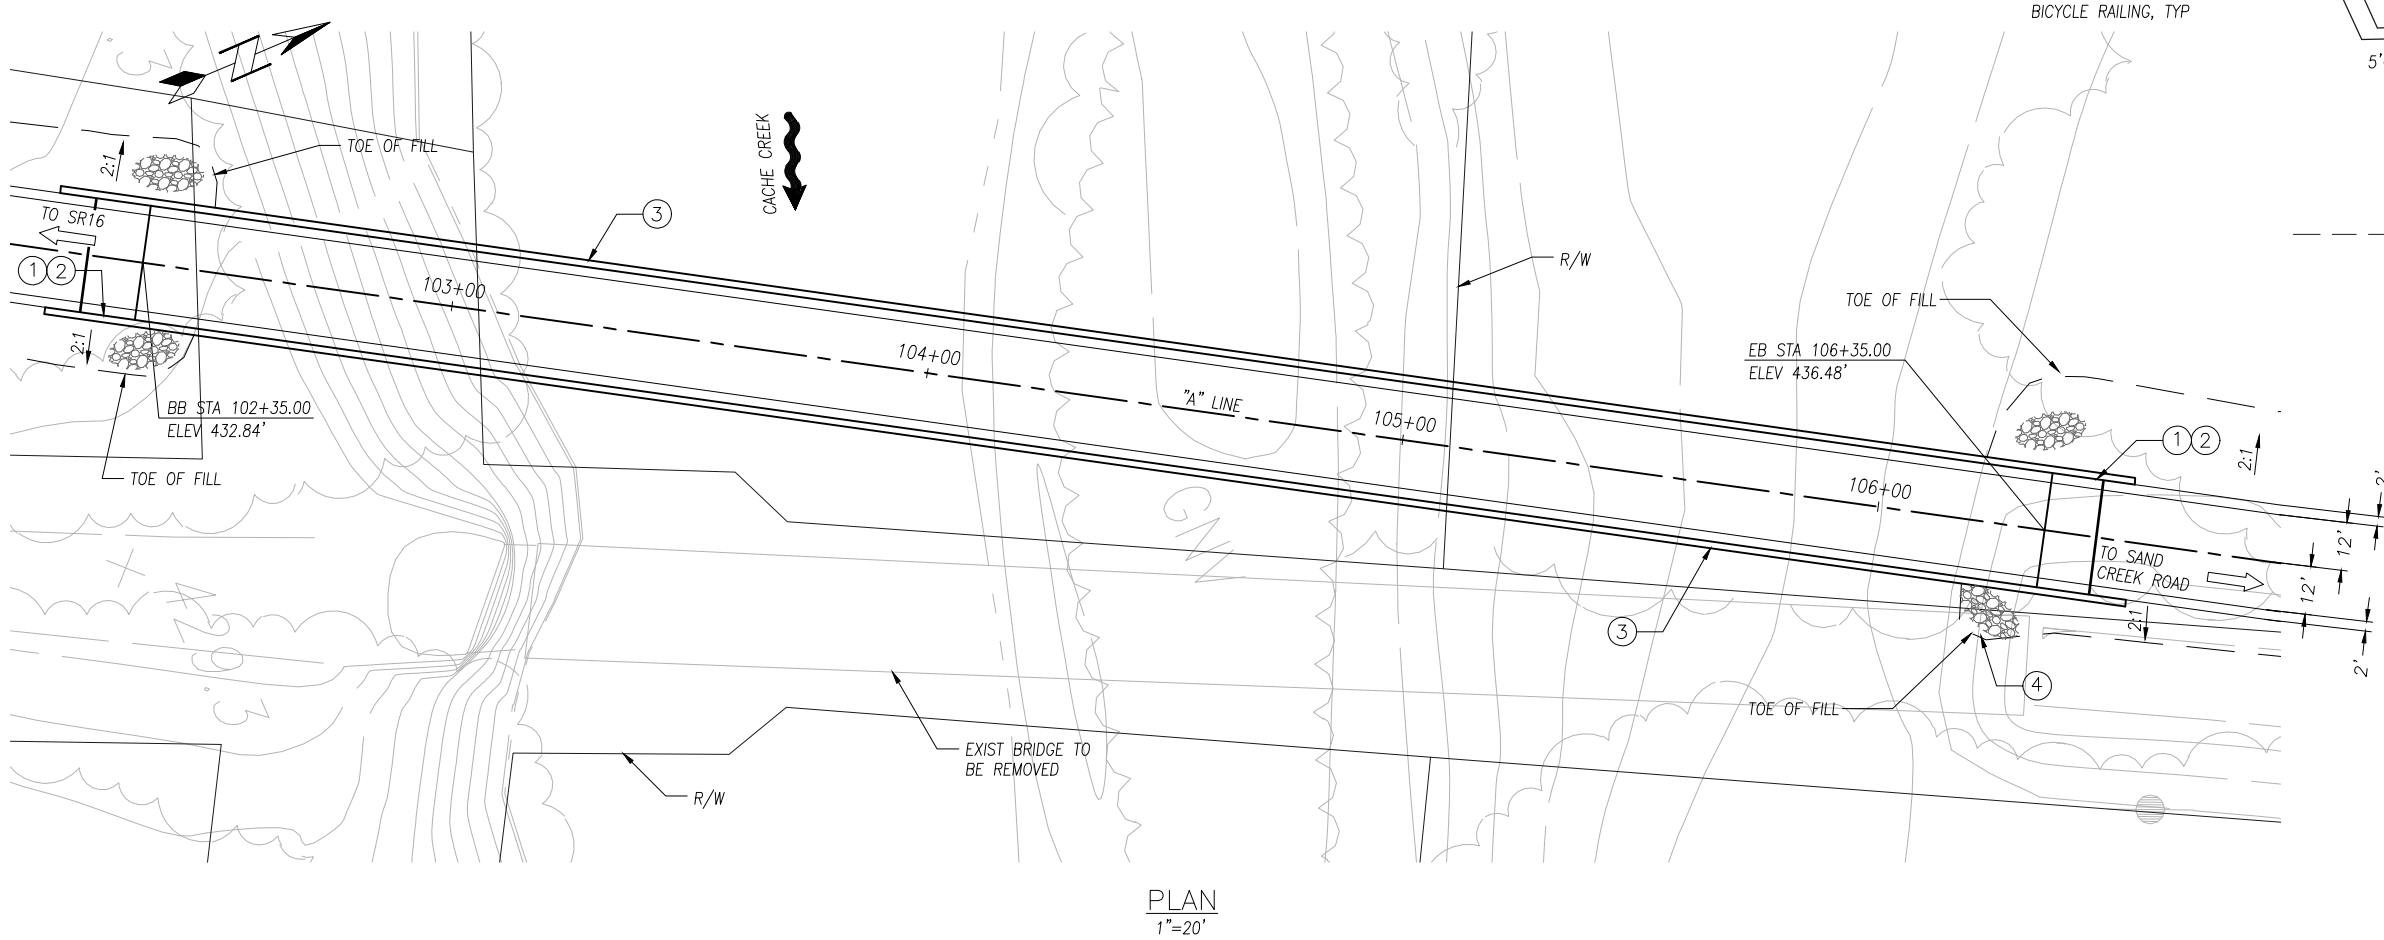 BICYCLE RAILING, TYP
5'
N
TOE OF FILL
2:1
CACHE CREEK
TO SR16
3
R/W
1 2
103+00
TOE OF FILL
2:1
104+00
EB STA 106+35.00
ELEV 436.48'
"A" LINE
BB STA 102+35.00
ELEV 432.84'
105+00
1 2
2:1
TOE OF FILL
106+00
2'
12'
TO SAND
CREEK ROAD
12'
2:1
3
2'
4
TOE OF FILL
EXIST BRIDGE TO
BE REMOVED
R/W
PLAN
1"=20'